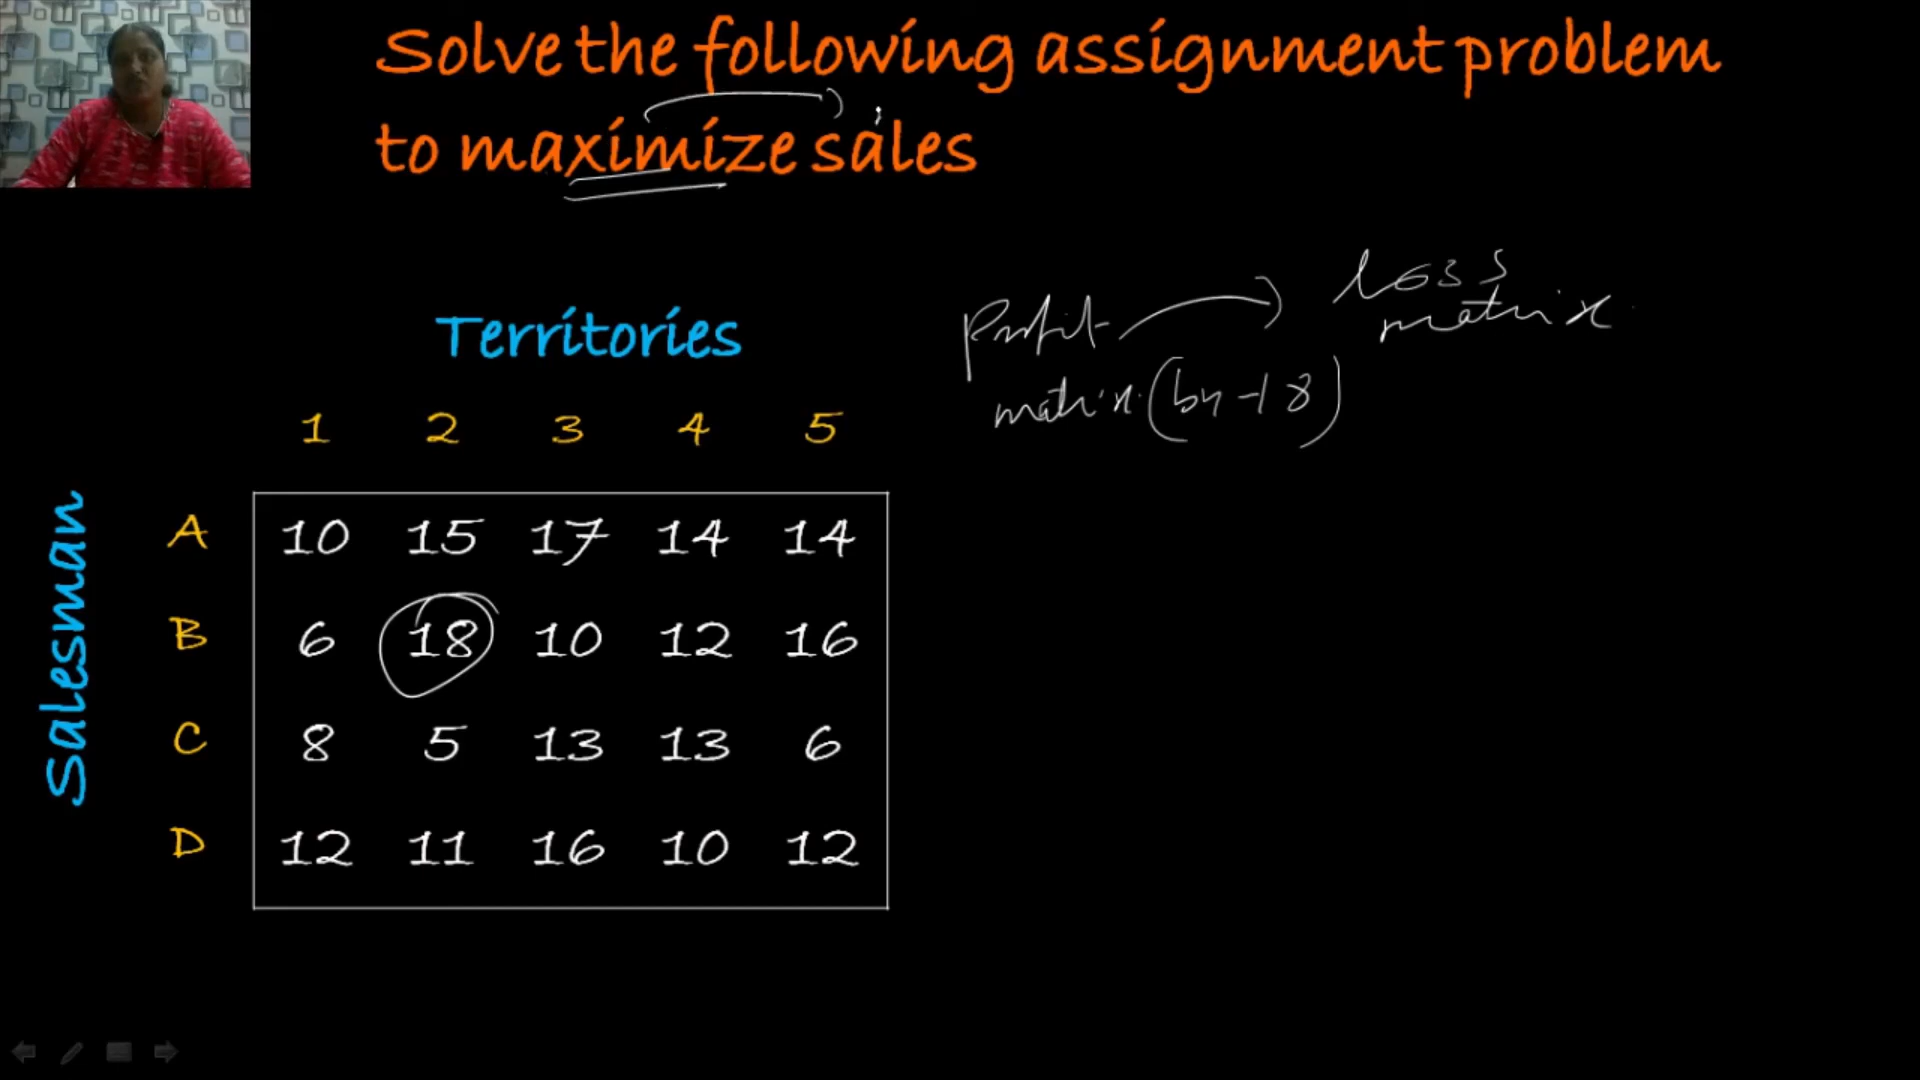 Solve the following assignment problem
to maximize sales
Profit loss
matrix
matrix (by -18)
Territories
1 2 3 4 5
Salesman
A 10 15 17 14 14
B 6 18 10 12 16
C 8 5 13 13 6
D 12 11 16 10 12